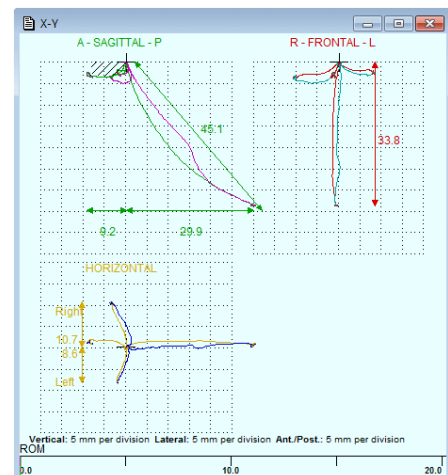 X-Y
A - SAGITTAL - P
R - FRONTAL - L
45.1
33.8
9.2
29.9
HORIZONTAL
Right
10.7
8.6
Left
Vertical: 5 mm per division Lateral: 5 mm per division Ant./Post.: 5 mm per division
ROM
0.0 10.0 20.0